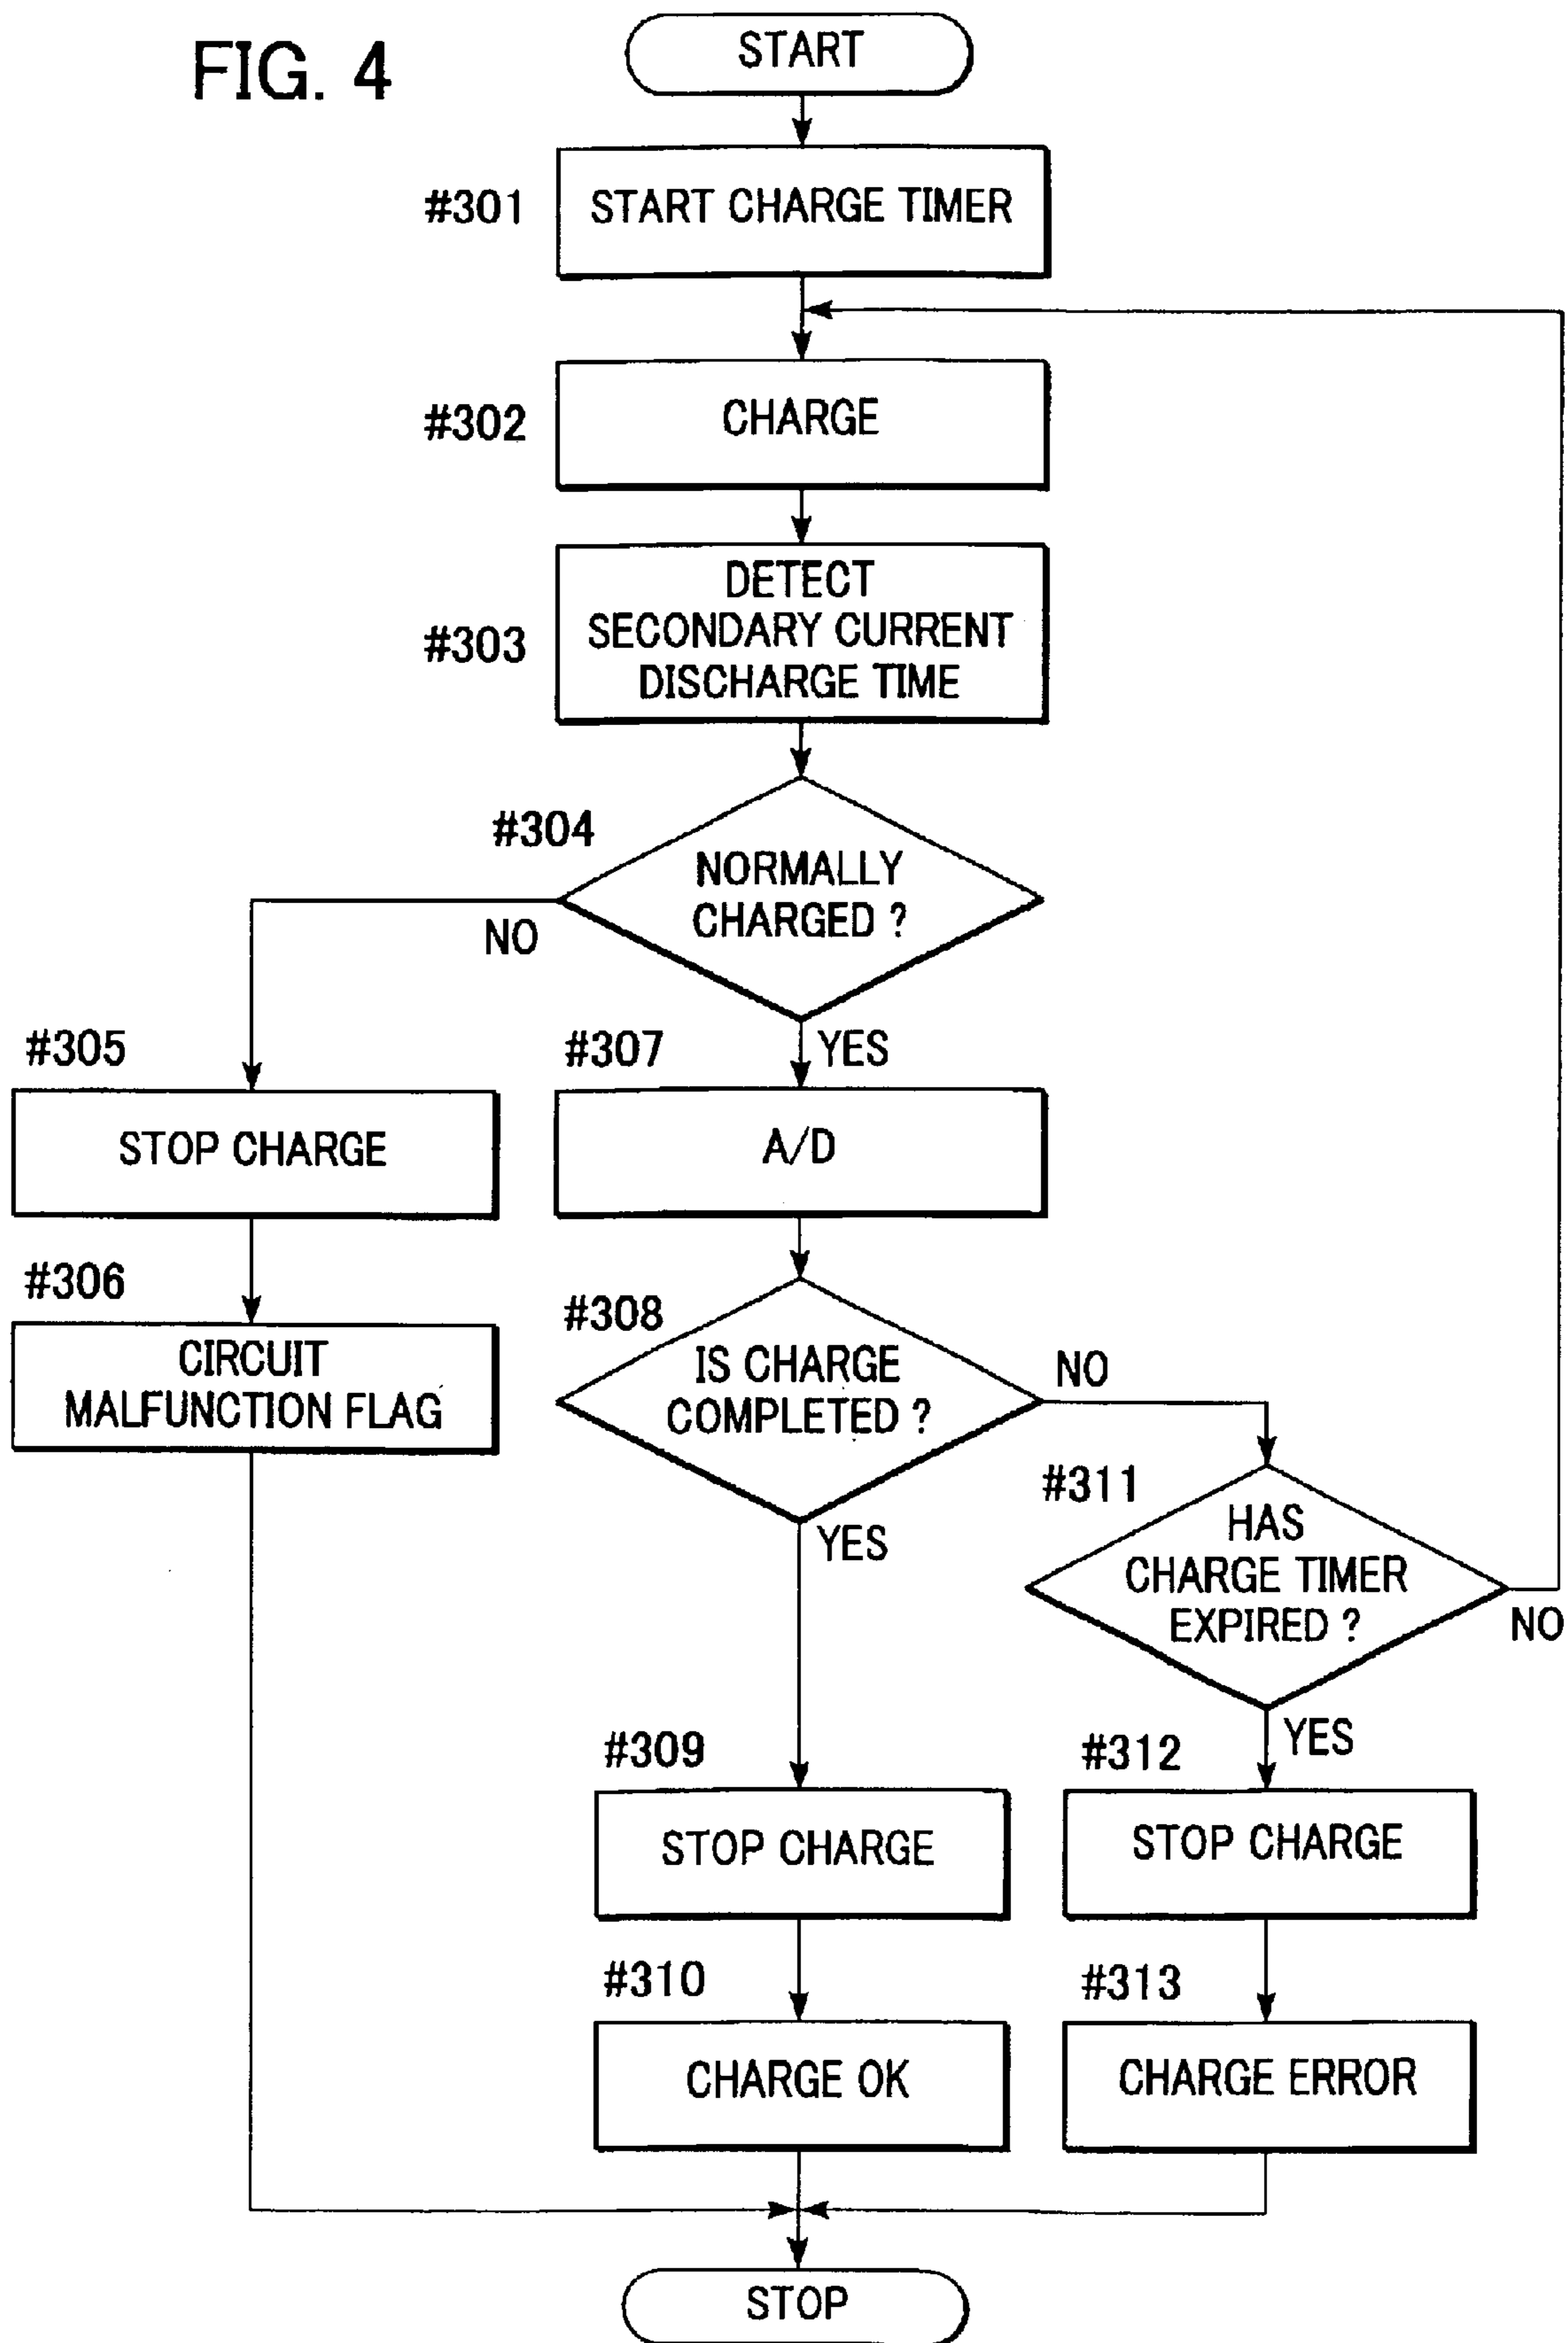 FIG. 4
START
#301
START CHARGE TIMER
#302
CHARGE
#303
DETECT
SECONDARY CURRENT
DISCHARGE TIME
#304
NORMALLY
CHARGED ?
NO
YES
#305
STOP CHARGE
#306
CIRCUIT
MALFUNCTION FLAG
#307
A/D
#308
IS CHARGE
COMPLETED ?
NO
YES
#311
HAS
CHARGE TIMER
EXPIRED ?
NO
YES
#309
STOP CHARGE
#310
CHARGE OK
#312
STOP CHARGE
#313
CHARGE ERROR
STOP